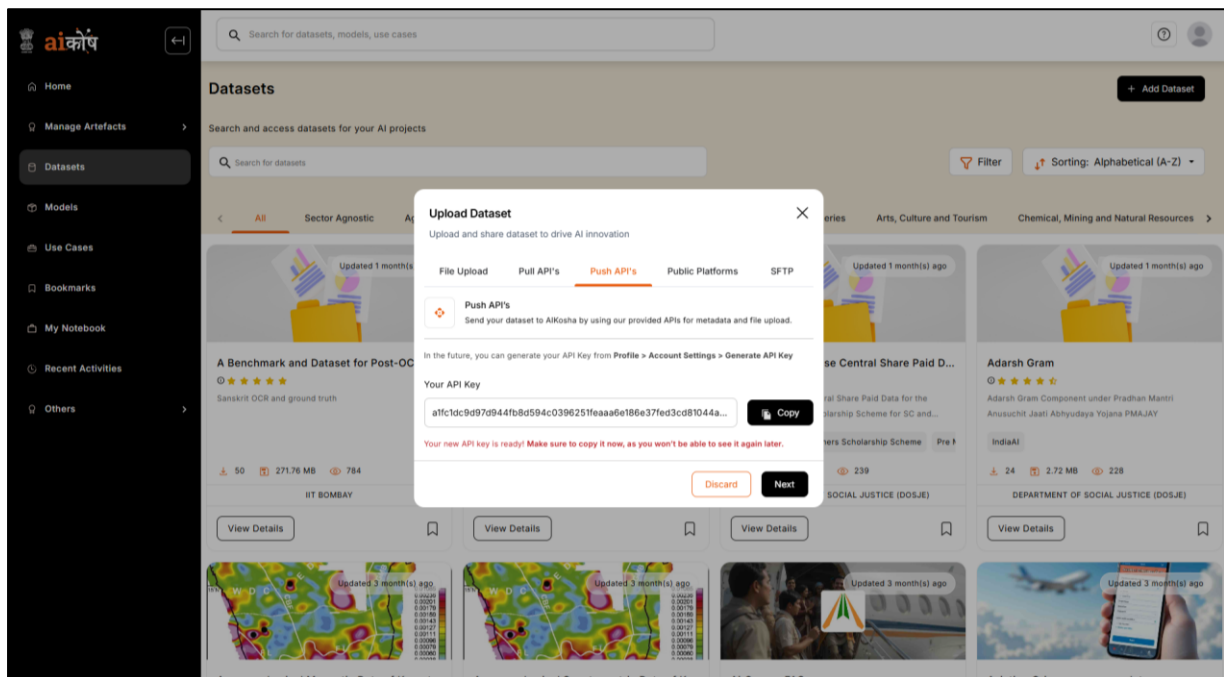 aiकोष
Search for datasets, models, use cases
Home
Manage Artefacts
Datasets
Models
Use Cases
Bookmarks
My Notebook
Recent Activities
Others
Datasets
+ Add Dataset
Search and access datasets for your AI projects
Search for datasets
Filter
Sorting: Alphabetical (A-Z)
All
Sector Agnostic
eries
Arts, Culture and Tourism
Chemical, Mining and Natural Resources
Upload Dataset
Upload and share dataset to drive AI innovation
File Upload
Pull API's
Push API's
Public Platforms
SFTP
Push API's
Send your dataset to AIKosha by using our provided APIs for metadata and file upload.
In the future, you can generate your API Key from Profile > Account Settings > Generate API Key
Your API Key
a1fc1dc9d97d944fb8d594c0396251feaaa6e186e37fed3cd81044a...
Copy
Your new API key is ready! Make sure to copy it now, as you won't be able to see it again later.
Discard
Next
Updated 1 month(s
A Benchmark and Dataset for Post-OC
Sanskrit OCR and ground truth
50
271.76 MB
784
IIT BOMBAY
View Details
View Details
Updated 1 month(s) ago
se Central Share Paid D...
ral Share Paid Data for the
olarship Scheme for SC and...
ners Scholarship Scheme
Pre M
239
SOCIAL JUSTICE (DOSJE)
View Details
Updated 1 month(s) ago
Adarsh Gram
Adarsh Gram Component under Pradhan Mantri
Anusuchit Jaati Abhyudaya Yojana PMAJAY
IndiaAI
24
2.72 MB
228
DEPARTMENT OF SOCIAL JUSTICE (DOSJE)
View Details
Updated 3 month(s) ago
Updated 3 month(s) ago
Updated 3 month(s) ago
Updated 3 month(s) ago